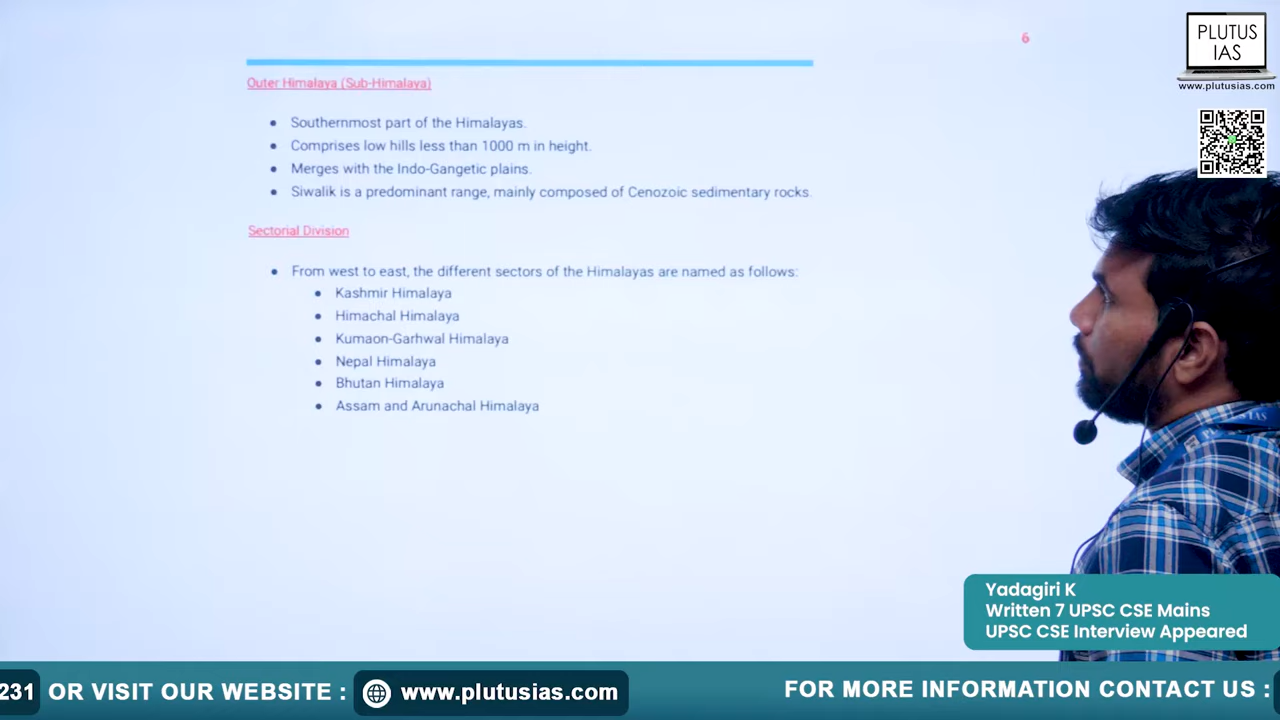 6
PLUTUS
IAS
www.plutusias.com
Outer Himalaya (Sub-Himalaya)
● Southernmost part of the Himalayas.
● Comprises low hills less than 1000 m in height.
● Merges with the Indo-Gangetic plains.
● Siwalik is a predominant range, mainly composed of Cenozoic sedimentary rocks.
Sectorial Division
● From west to east, the different sectors of the Himalayas are named as follows:
● Kashmir Himalaya
● Himachal Himalaya
● Kumaon-Garhwal Himalaya
● Nepal Himalaya
● Bhutan Himalaya
● Assam and Arunachal Himalaya
Yadagiri K
Written 7 UPSC CSE Mains
UPSC CSE Interview Appeared
231 OR VISIT OUR WEBSITE : www.plutusias.com FOR MORE INFORMATION CONTACT US :